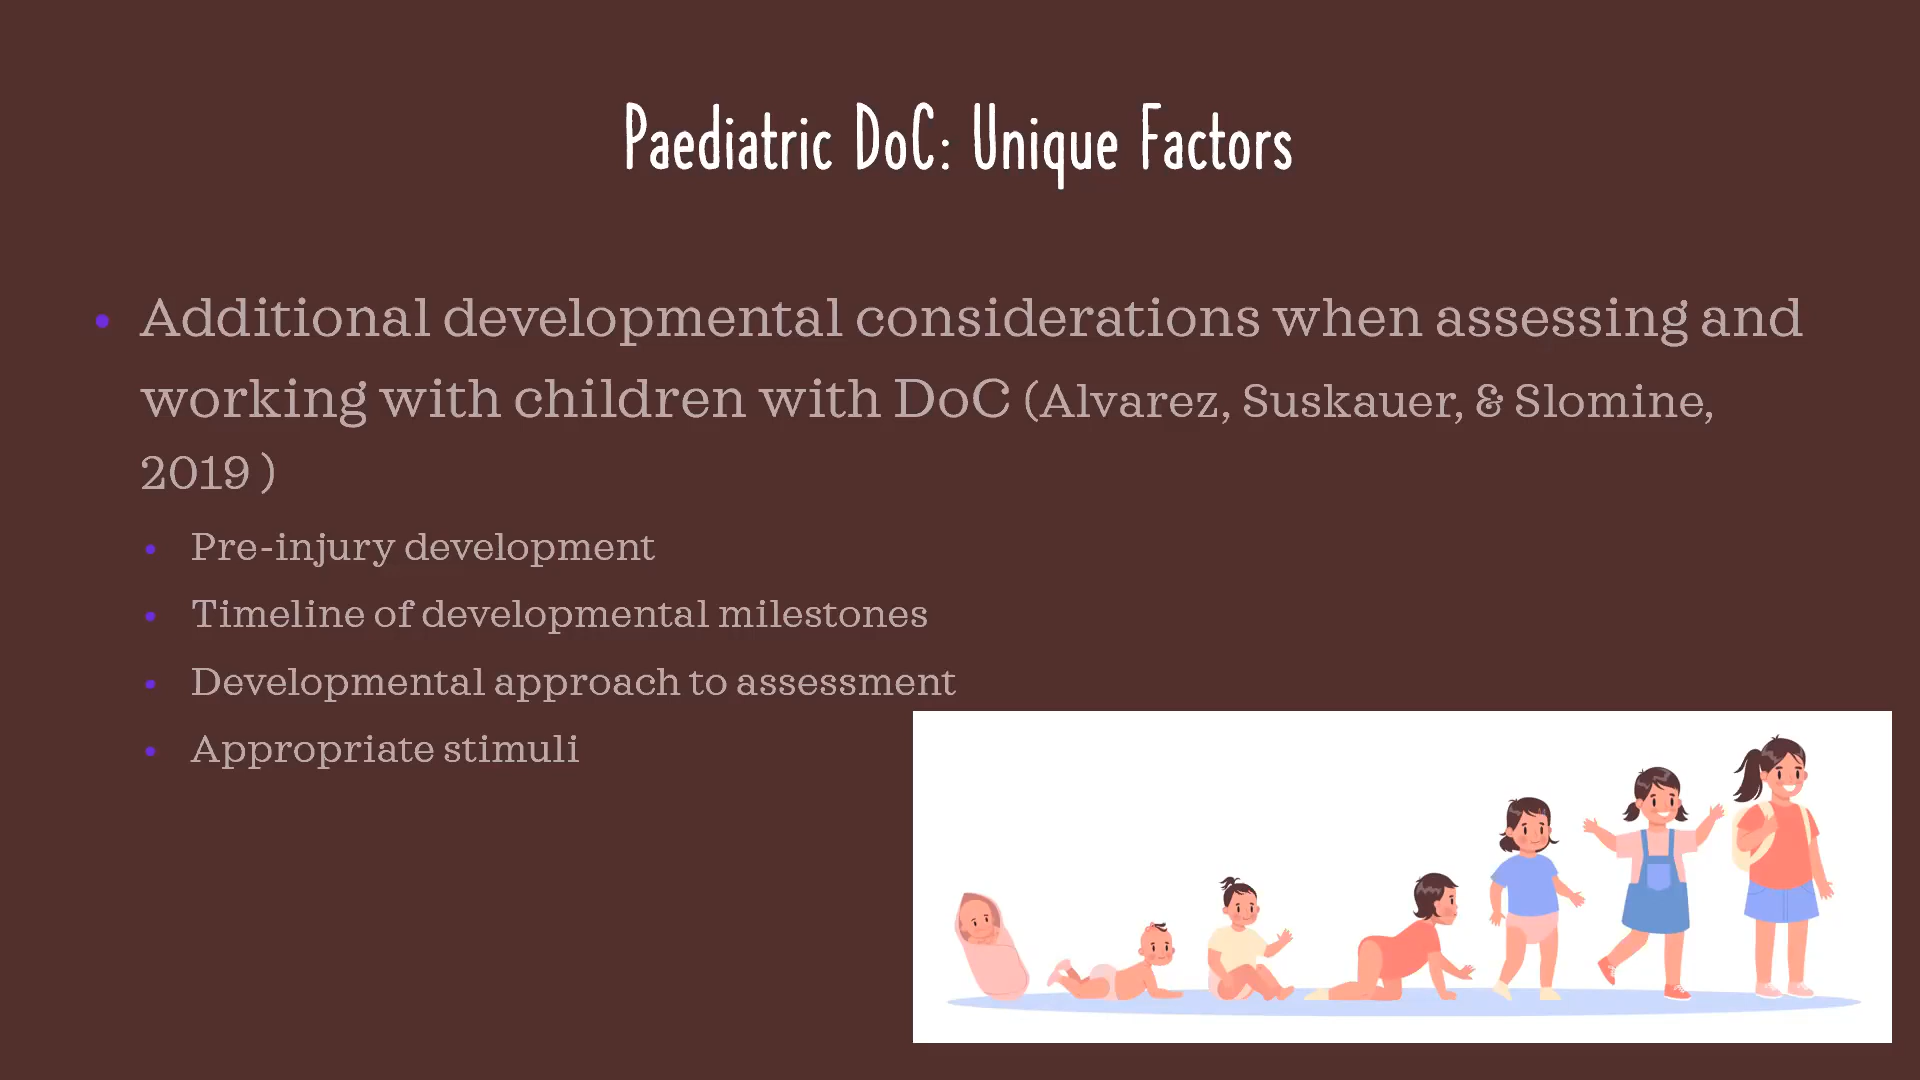 Paediatric DoC: Unique Factors
• Additional developmental considerations when assessing and
working with children with DoC (Alvarez, Suskauer, & Slomine,
2019 )
• Pre-injury development
• Timeline of developmental milestones
• Developmental approach to assessment
• Appropriate stimuli